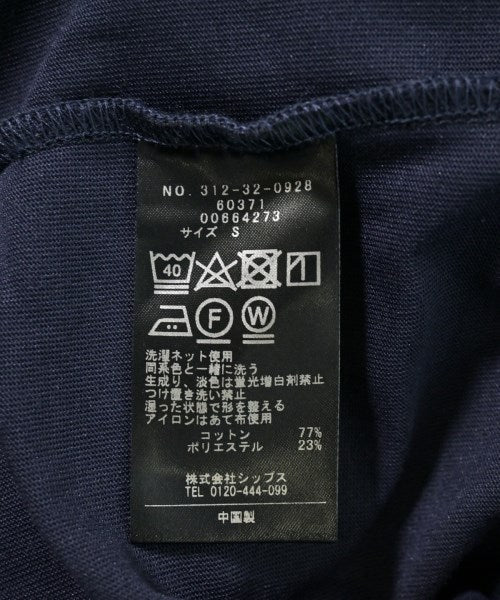 NO. 312-32-0928
60371
00664273
サイズ S
40
F W
洗濯ネット使用
同系色と一緒に洗う
生成り、淡色は蛍光増白剤禁止
つけ置き洗い禁止
湿った状態で形を整える
アイロンはあて布使用
コットン 77%
ポリエステル 23%
株式会社シップス
TEL 0120-444-099
中国製